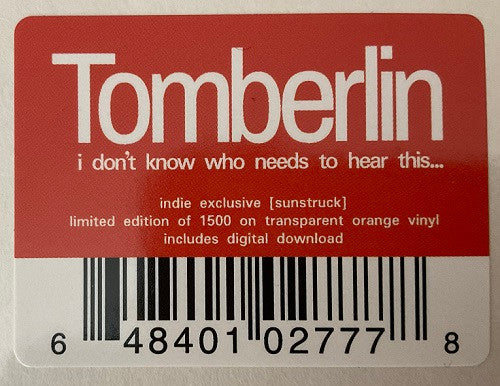 Tomberlin
i don't know who needs to hear this...
indie exclusive [sunstruck]
limited edition of 1500 on transparent orange vinyl
includes digital download
6 48401 02777 8